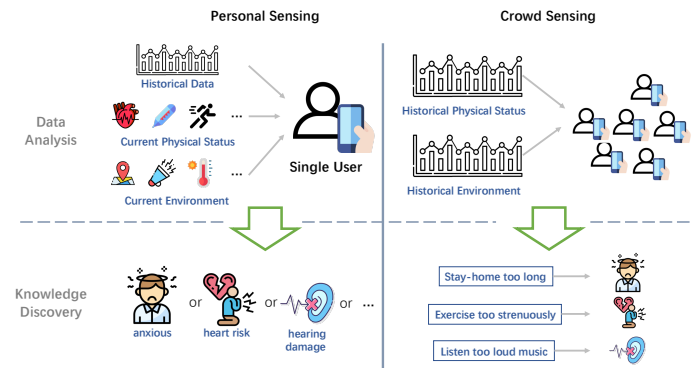 Personal Sensing
Crowd Sensing
Data
Analysis
Historical Data
Current Physical Status
...
Current Environment
...
Single User
Historical Physical Status
Historical Environment
Knowledge
Discovery
anxious
or
heart risk
or
hearing
damage
or ...
Stay-home too long
Exercise too strenuously
Listen too loud music